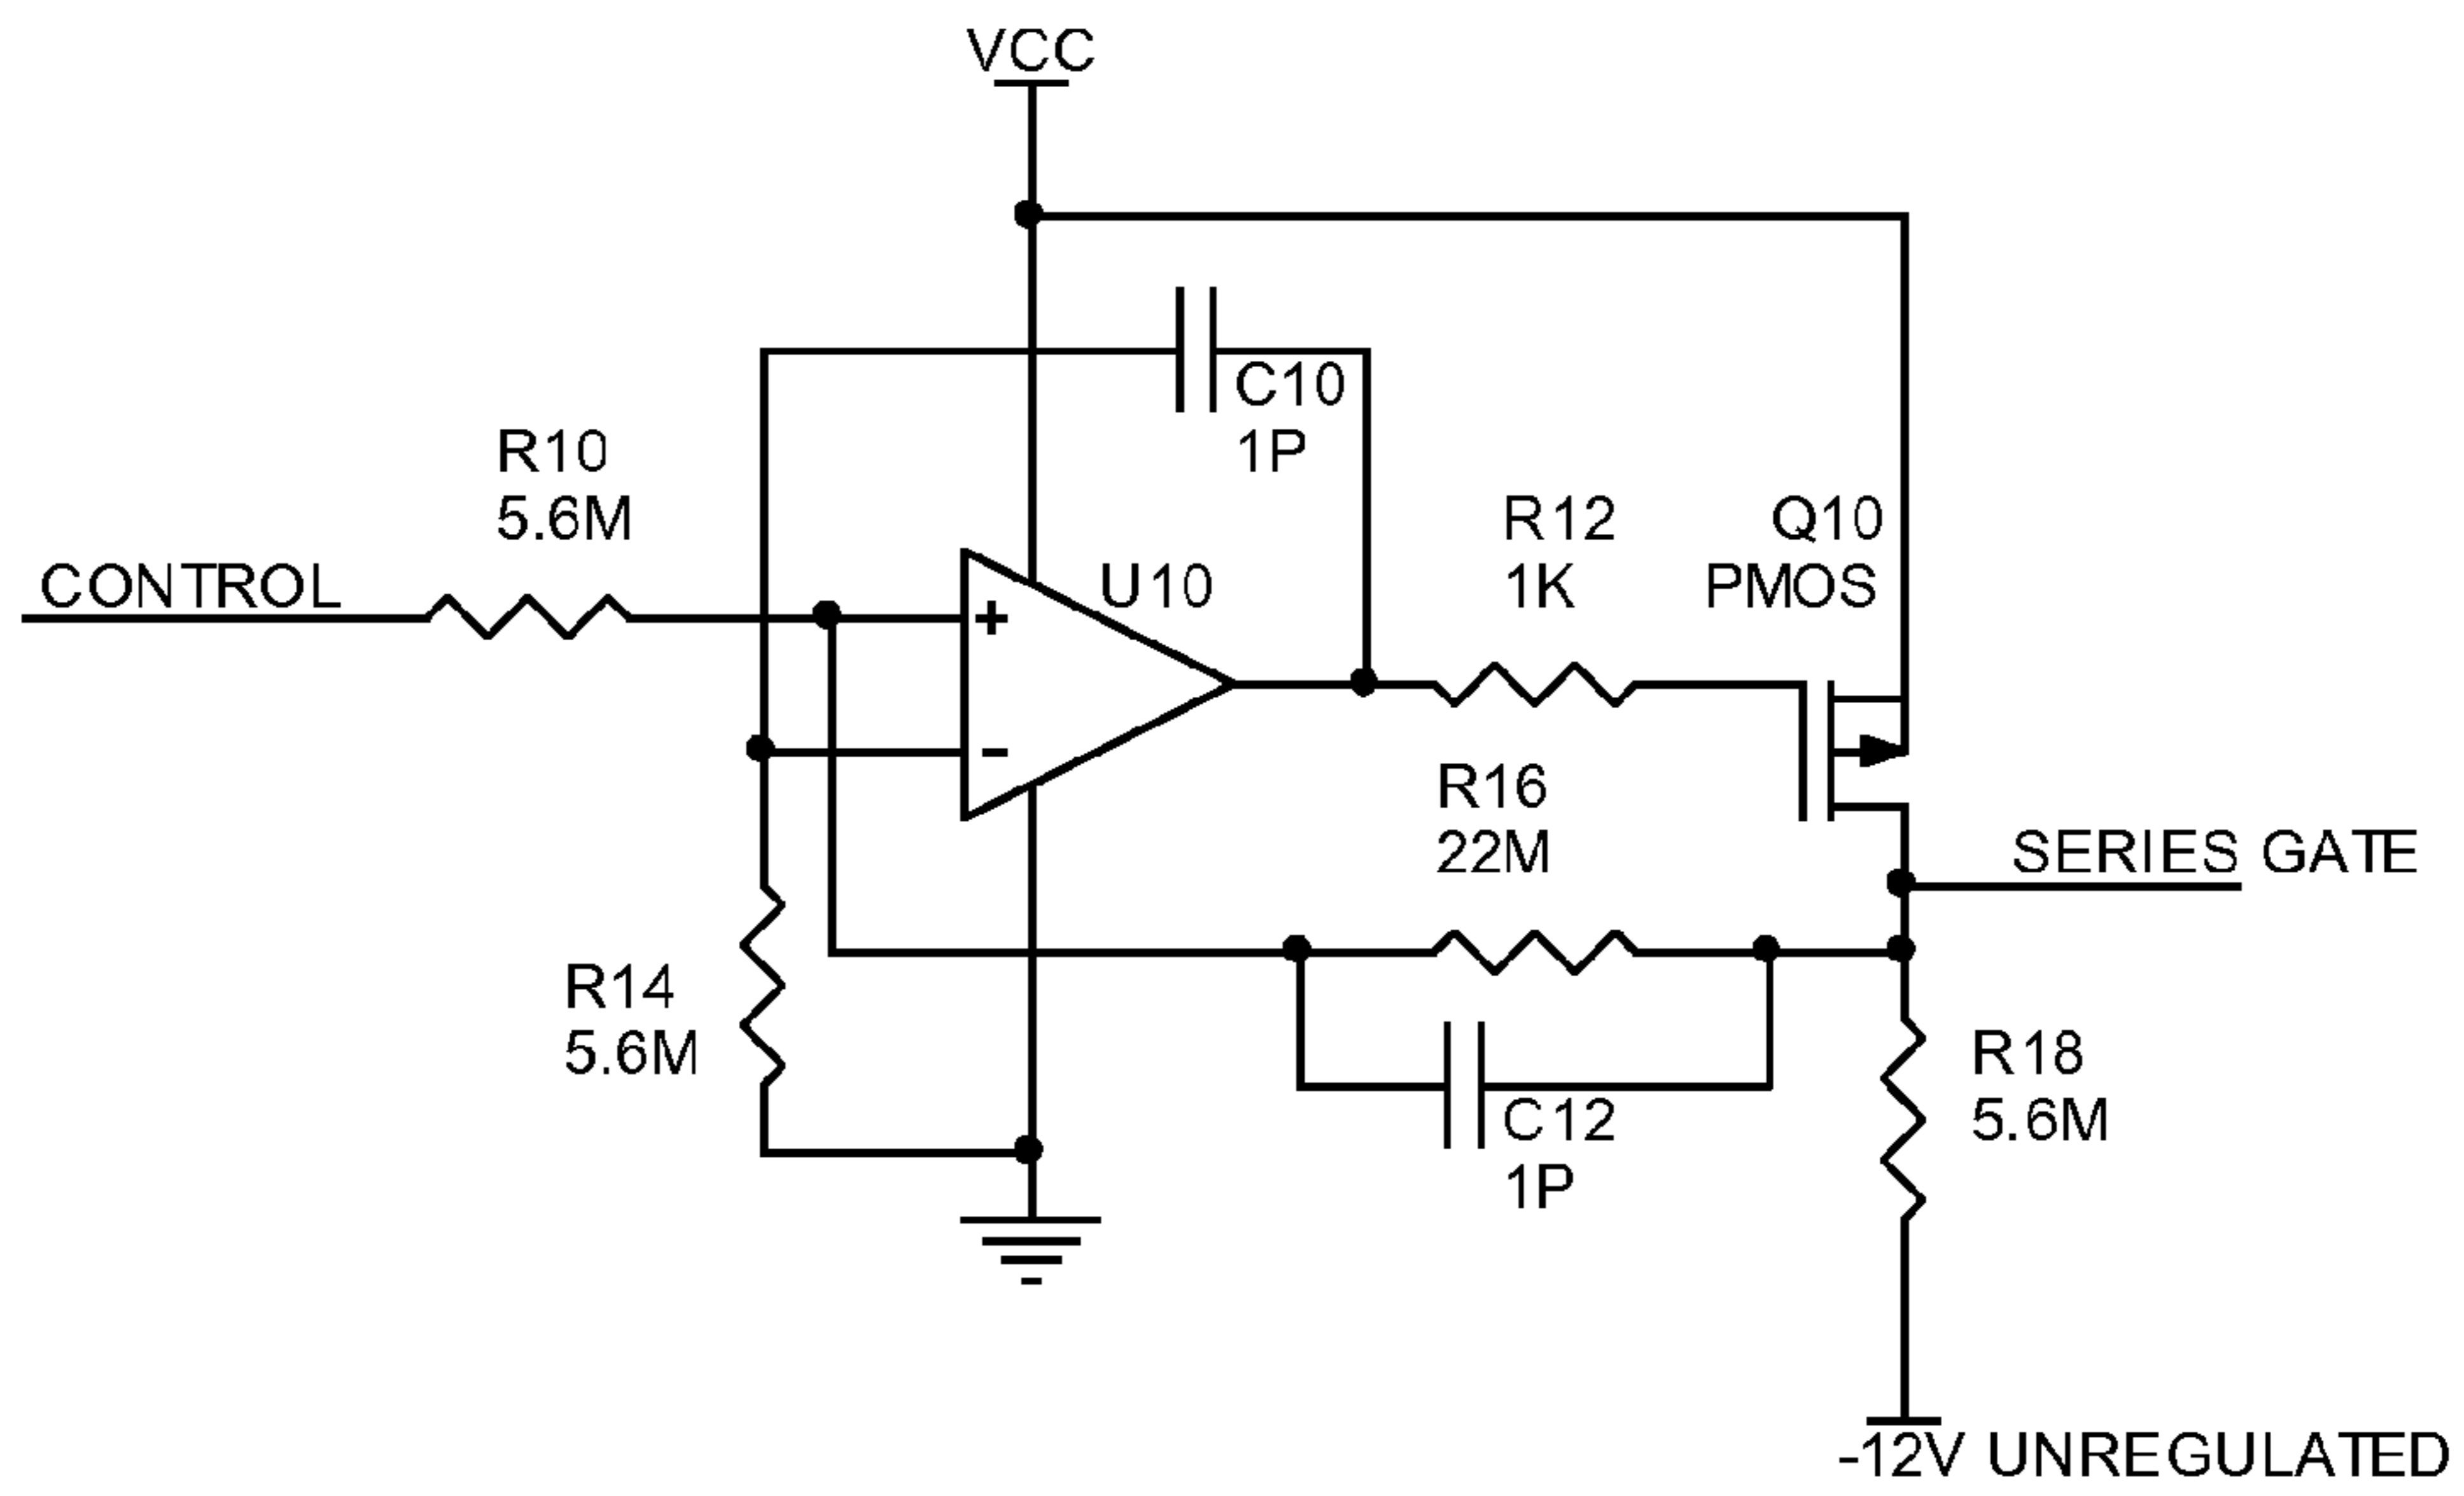 VCC
C10
1P
R10
5.6M
R12
1K
Q10
PMOS
CONTROL
U10
+
-
R16
22M
SERIES GATE
R14
5.6M
R18
5.6M
C12
1P
-12V UNREGULATED